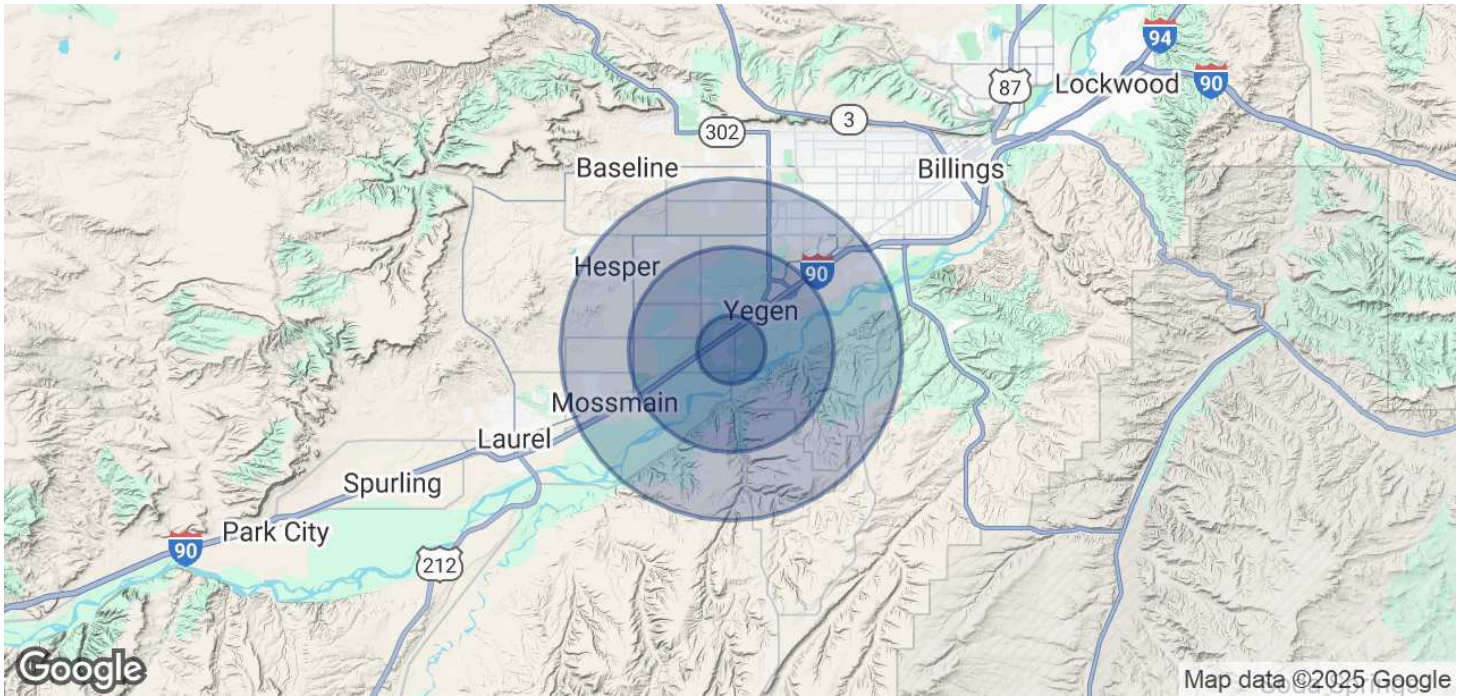 94
87
Lockwood
90
302
3
Baseline
Billings
Hesper
90
Yegen
Mossmain
Laurel
Spurling
Park City
90
212
Google
Map data ©2025 Google